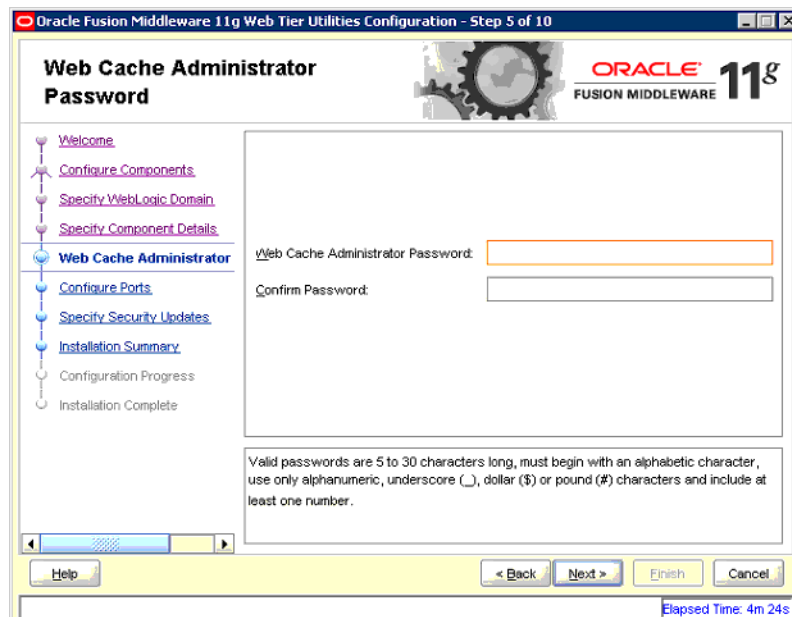 Oracle Fusion Middleware 11g Web Tier Utilities Configuration - Step 5 of 10
Web Cache Administrator
Password
ORACLE
FUSION MIDDLEWARE 11g
Welcome
Configure Components
Specify WebLogic Domain
Specify Component Details
Web Cache Administrator
Configure Ports
Specify Security Updates
Installation Summary
Configuration Progress
Installation Complete
Web Cache Administrator Password:
Confirm Password:
Valid passwords are 5 to 30 characters long, must begin with an alphabetic character,
use only alphanumeric, underscore (_), dollar ($) or pound (#) characters and include at
least one number.
Help
< Back
Next >
Finish
Cancel
Elapsed Time: 4m 24s